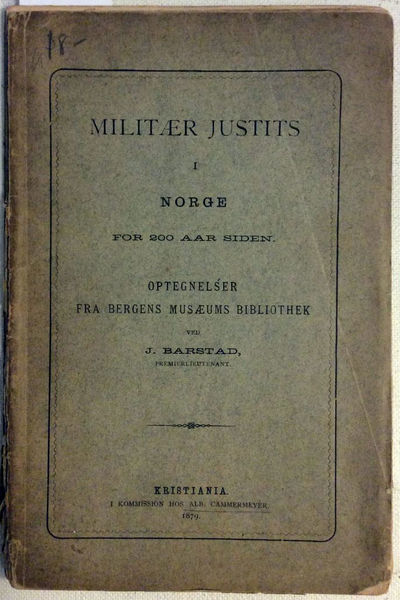 18-
MILITÆR JUSTITS
I
NORGE
FOR 200 AAR SIDEN.
OPTEGNELSER
FRA BERGENS MUSÆUMS BIBLIOTHEK
VED
J. BARSTAD,
PREMIERLIEUTENANT.
KRISTIANIA.
I KOMMISSION HOS ALB. CAMMERMEYER.
1879.